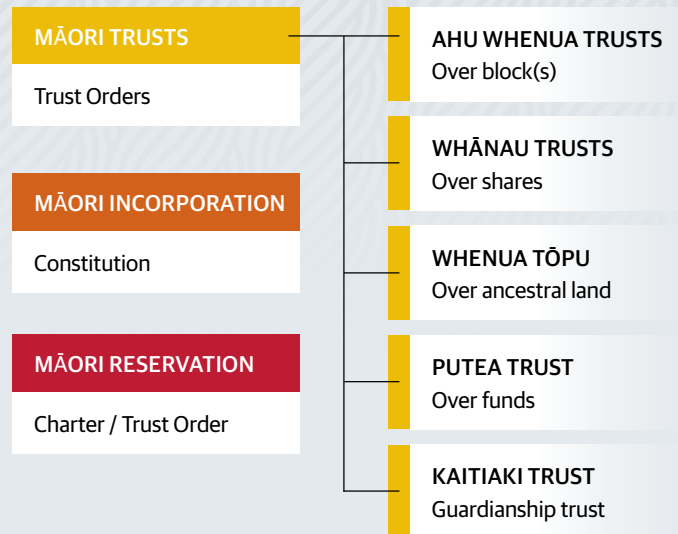 MĀORI TRUSTS
Trust Orders
MĀORI INCORPORATION
Constitution
MĀORI RESERVATION
Charter / Trust Order
AHU WHENUA TRUSTS
Over block(s)
WHĀNAU TRUSTS
Over shares
WHENUA TŌPU
Over ancestral land
PUTEA TRUST
Over funds
KAITIAKI TRUST
Guardianship trust